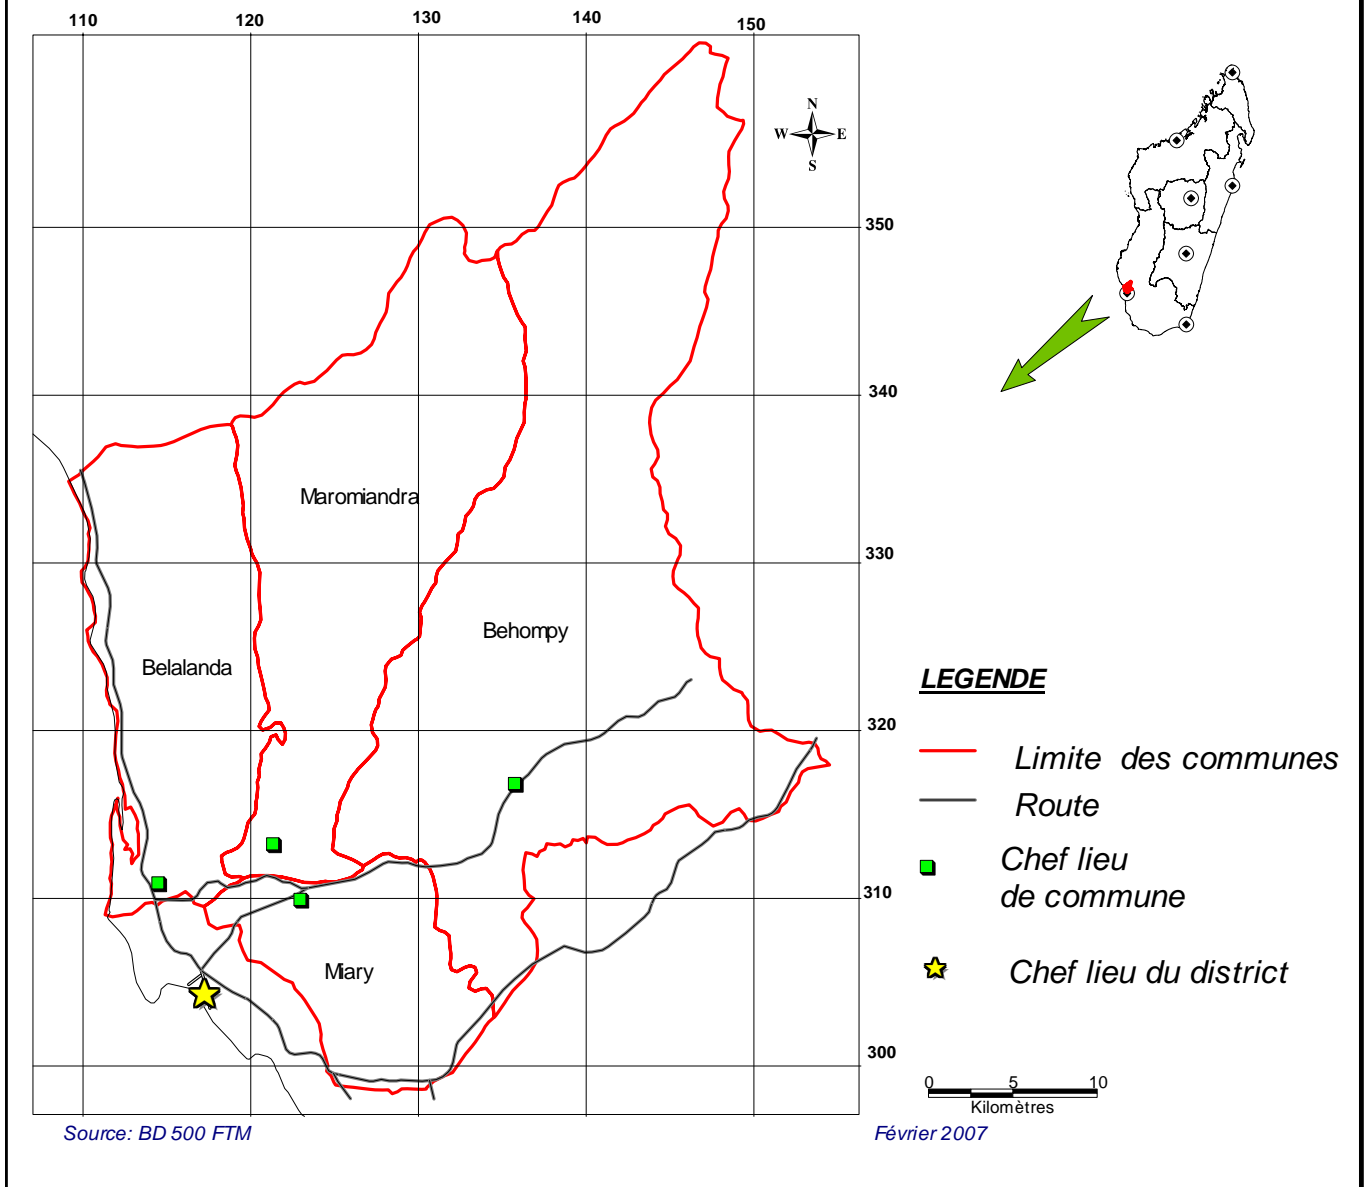 110 120 130 140 150
N
W E
S
350
340
Maromiandra
330
Behompy
Belalanda
LEGENDE
320
Limite des communes
Route
Chef lieu
de commune
310
Miary
Chef lieu du district
300
0 5 10
Kilomètres
Source: BD 500 FTM
Février 2007